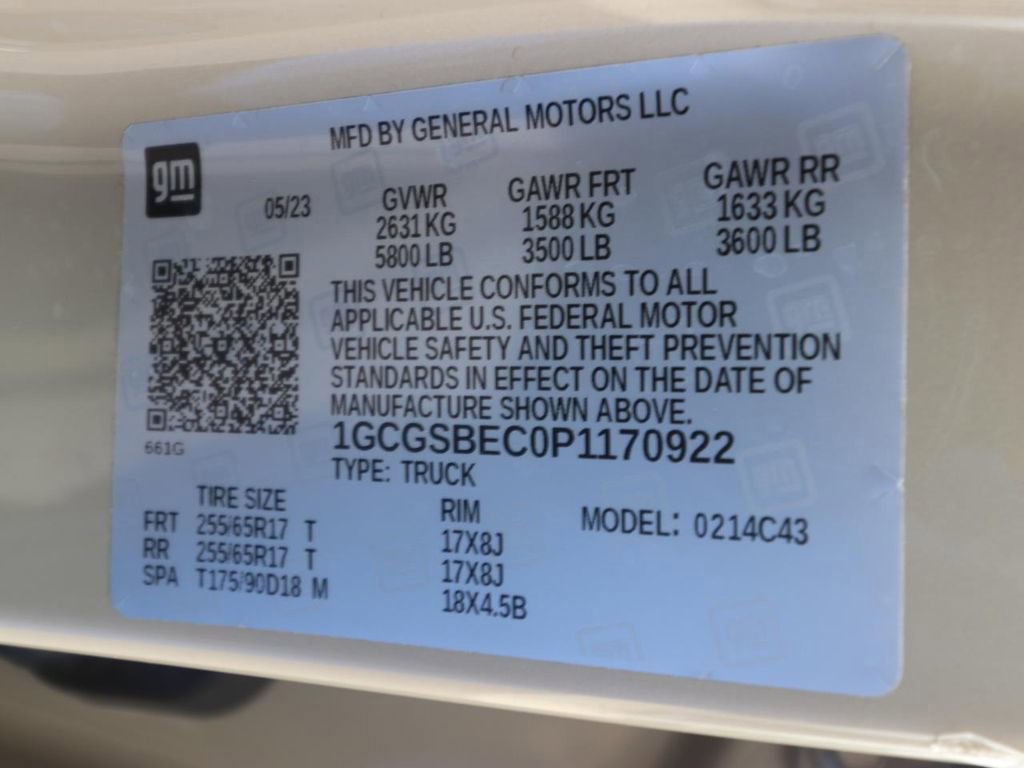 MFD BY GENERAL MOTORS LLC
gm
05/23
GVWR
2631 KG
5800 LB
GAWR FRT
1588 KG
3500 LB
GAWR RR
1633 KG
3600 LB
THIS VEHICLE CONFORMS TO ALL
APPLICABLE U.S. FEDERAL MOTOR
VEHICLE SAFETY AND THEFT PREVENTION
STANDARDS IN EFFECT ON THE DATE OF
MANUFACTURE SHOWN ABOVE.
661G
1GCGSBEC0P1170922
TYPE: TRUCK
TIRE SIZE RIM MODEL: 0214C43
FRT 255/65R17 T 17X8J
RR 255/65R17 T 17X8J
SPA T175/90D18 M 18X4.5B